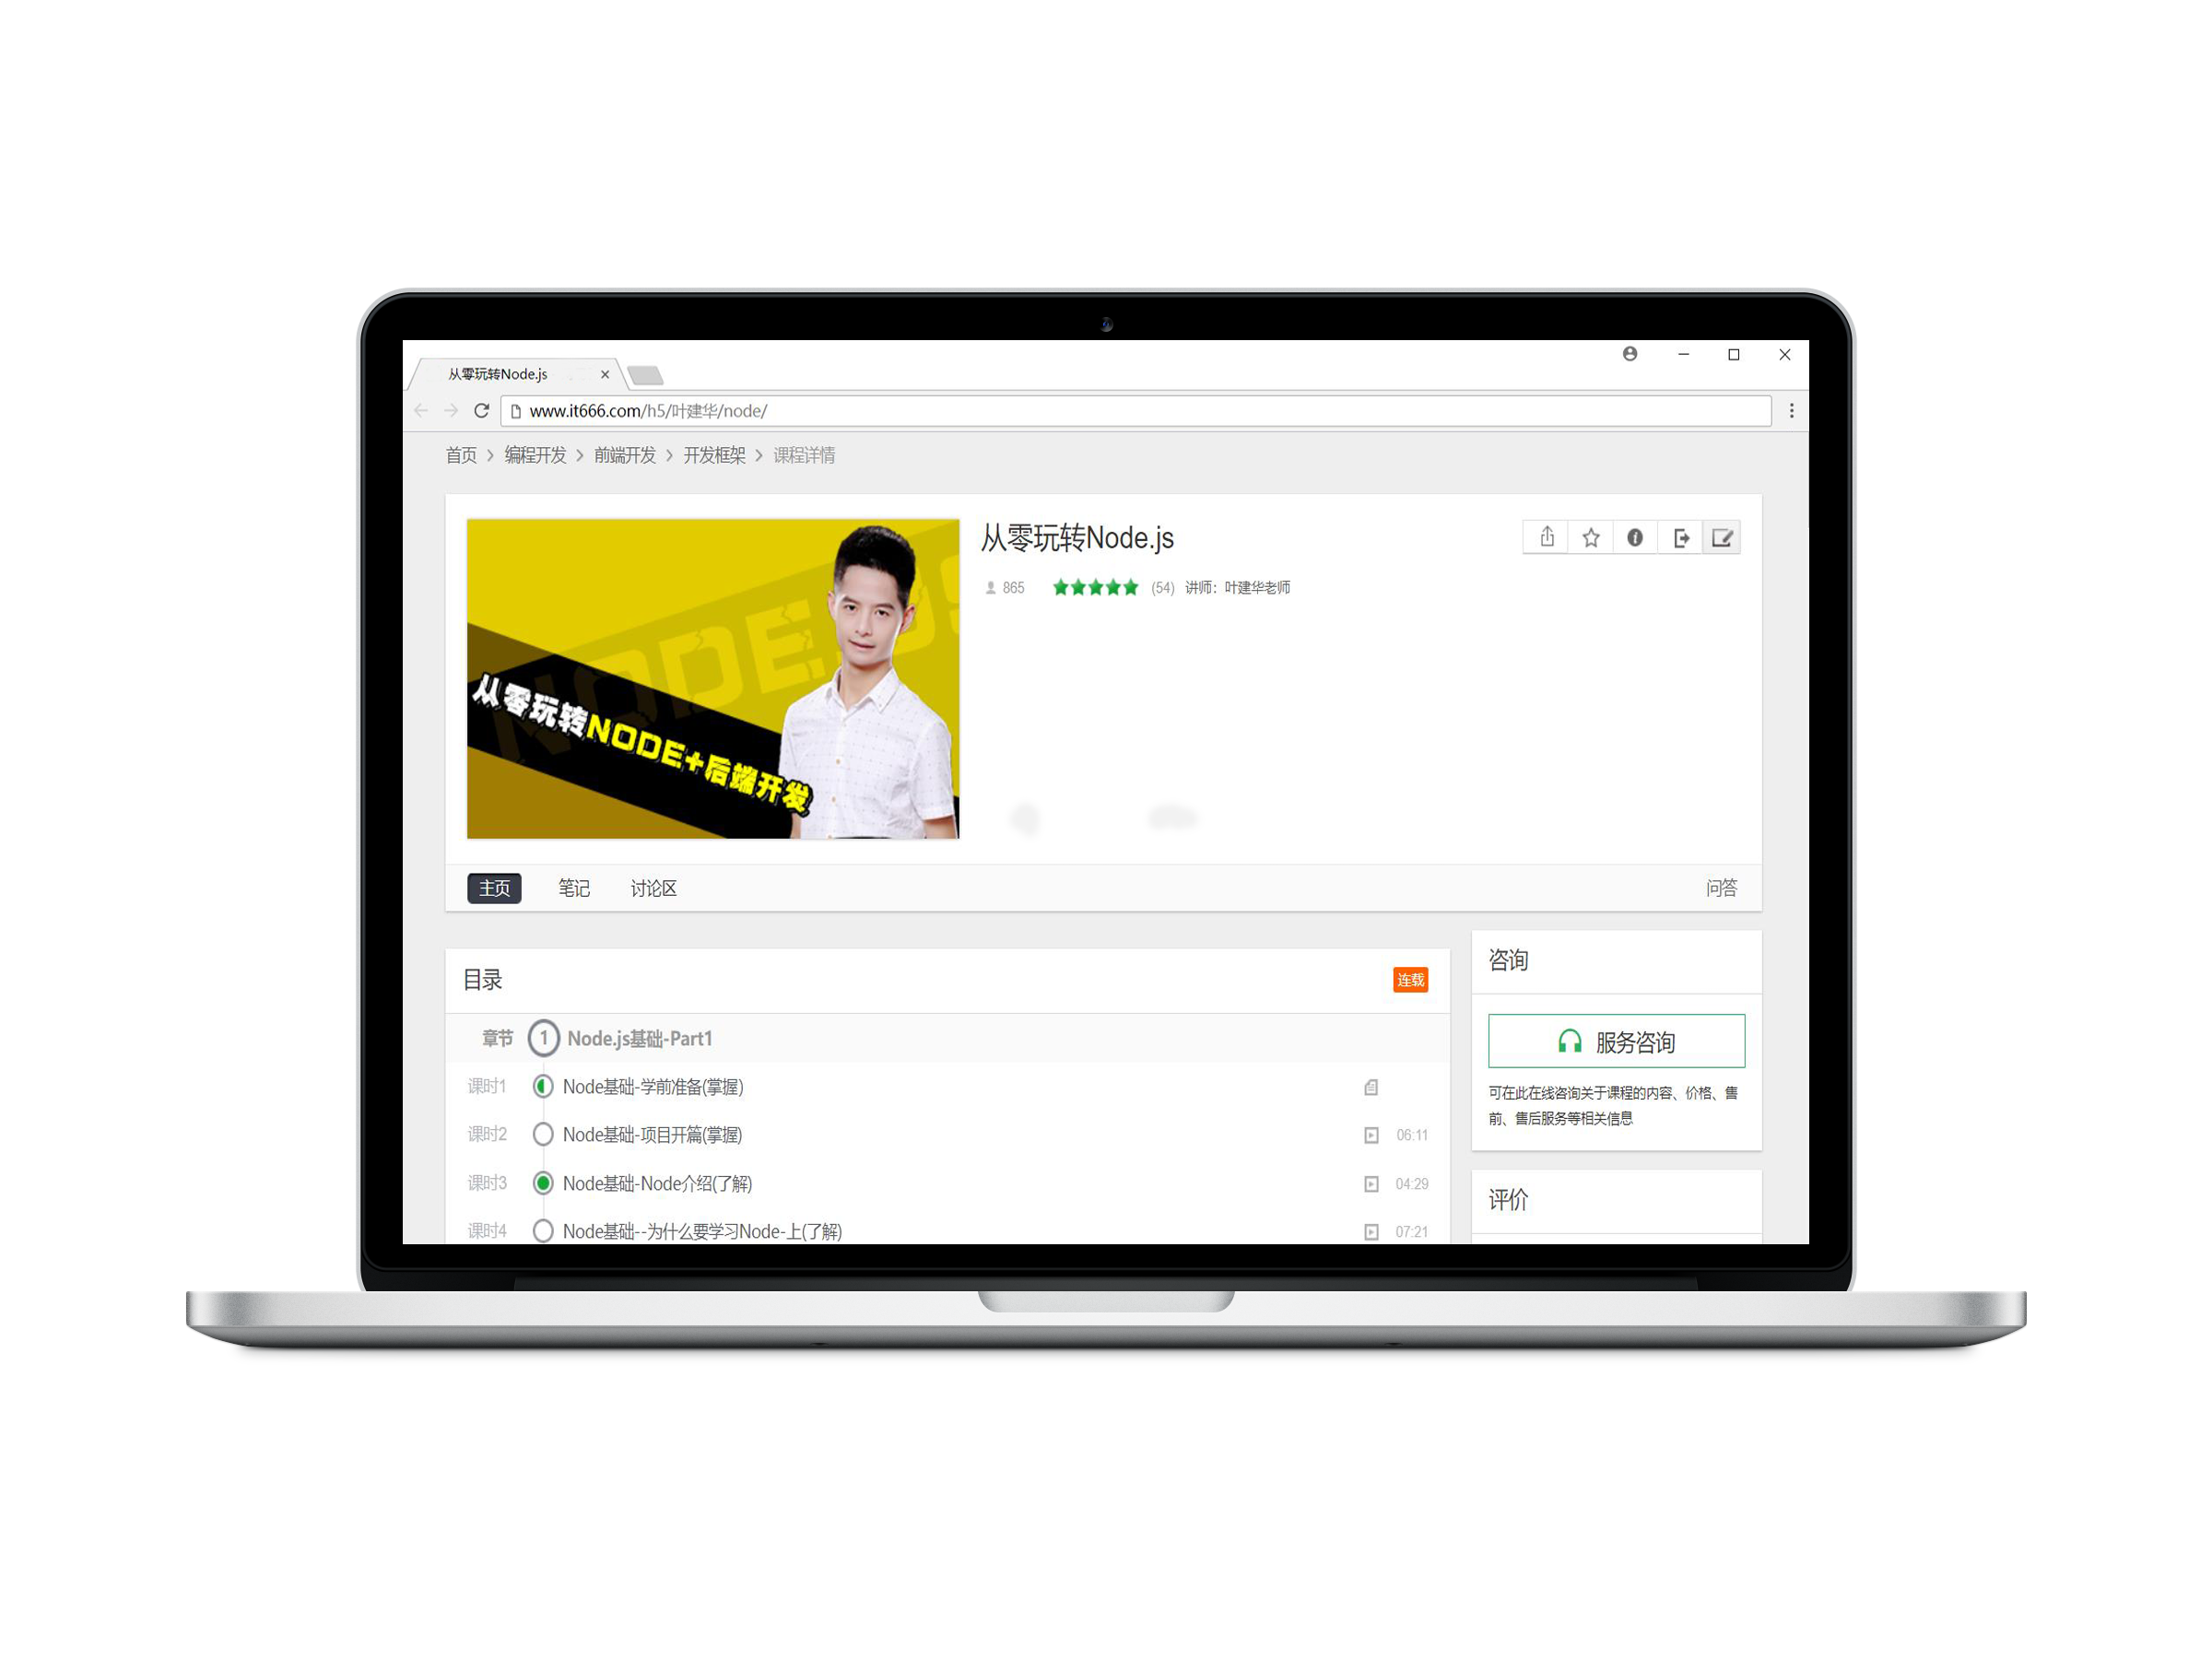 从零玩转Node.js
www.it666.com/h5/叶建华/node/
首页 > 编程开发 > 前端开发 > 开发框架 > 课程详情
NODE.JS
从零玩转NODE+后端开发
从零玩转Node.js
865 (54) 讲师：叶建华老师
主页 笔记 讨论区 问答
目录 连载
章节 1 Node.js基础-Part1
课时1 Node基础-学前准备(掌握)
课时2 Node基础-项目开篇(掌握) 06:11
课时3 Node基础-Node介绍(了解) 04:29
课时4 Node基础--为什么要学习Node-上(了解) 07:21
咨询
服务咨询
可在此在线咨询关于课程的内容、价格、售
前、售后服务等相关信息
评价